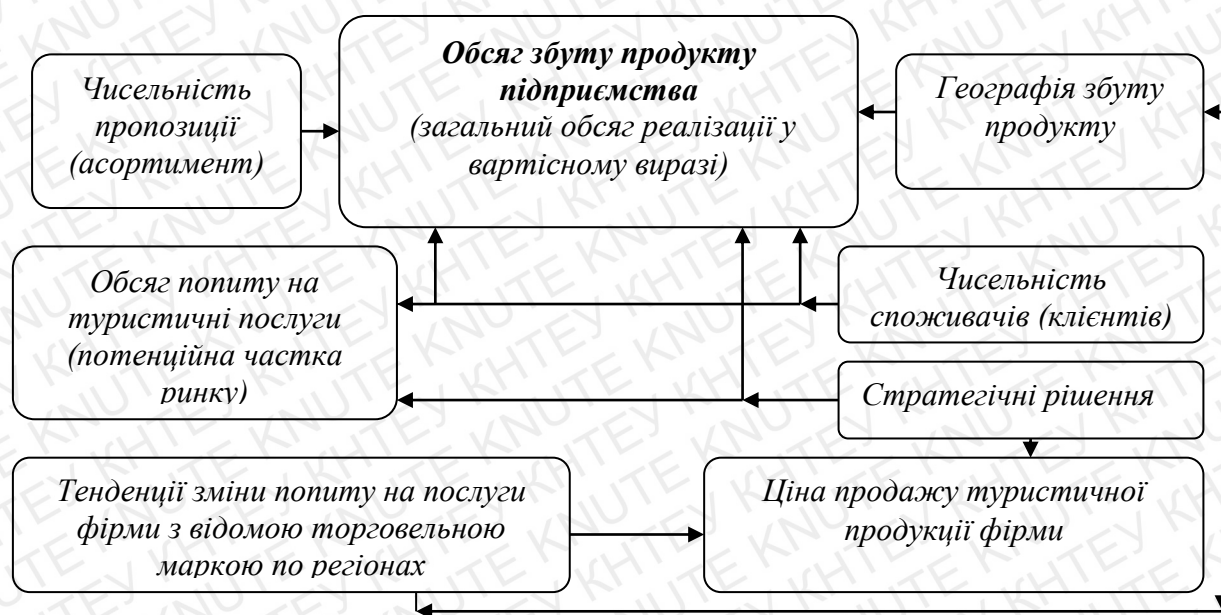 Обсяг збуту продукту
підприємства
(загальний обсяг реалізації у
вартісному виразі)
Чисельність
пропозиції
(асортимент)
Географія збуту
продукту
Обсяг попиту на
туристичні послуги
(потенційна частка
ринку)
Чисельність
споживачів (клієнтів)
Стратегічні рішення
Тенденції зміни попиту на послуги
фірми з відомою торговельною
маркою по регіонах
Ціна продажу туристичної
продукції фірми